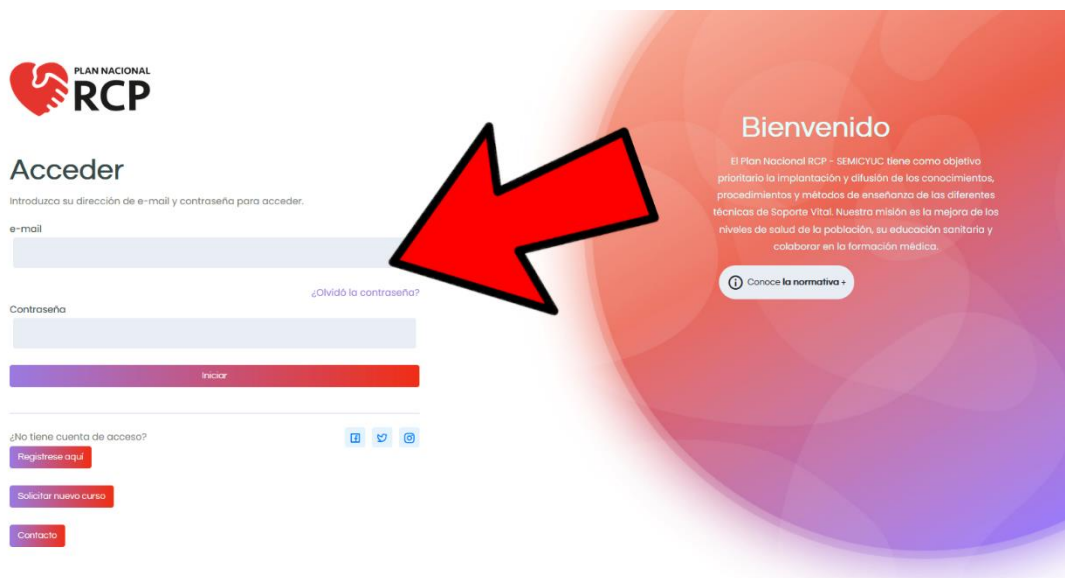 PLAN NACIONAL
RCP
Acceder
Introduzca su dirección de e-mail y contraseña para acceder.
e-mail
¿Olvidó la contraseña?
Contraseña
Iniciar
¿No tiene cuenta de acceso?
Registrese aquí
Solicitar nuevo curso
Contacto
Bienvenido
El Plan Nacional RCP - SEMICYUC tiene como objetivo
prioritario la implantación y difusión de los conocimientos,
procedimientos y métodos de enseñanza de las diferentes
técnicas de Soporte Vital. Nuestra misión es la mejora de los
niveles de salud de la población, su educación sanitaria y
colaborar en la formación médica.
Conoce la normativa +